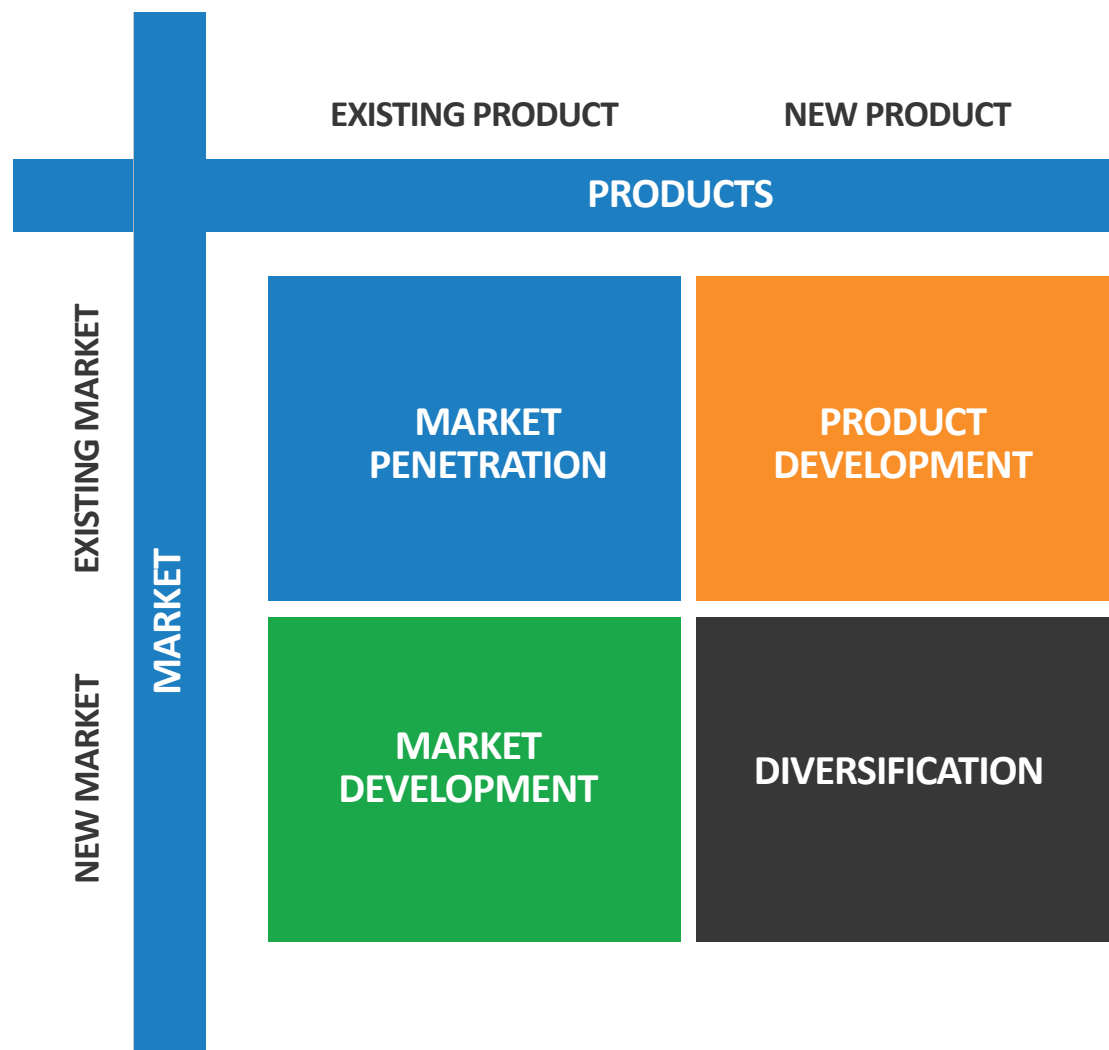 EXISTING PRODUCT
NEW PRODUCT
PRODUCTS
EXISTING MARKET
MARKET
NEW MARKET
MARKET
PENETRATION
PRODUCT
DEVELOPMENT
MARKET
DEVELOPMENT
DIVERSIFICATION